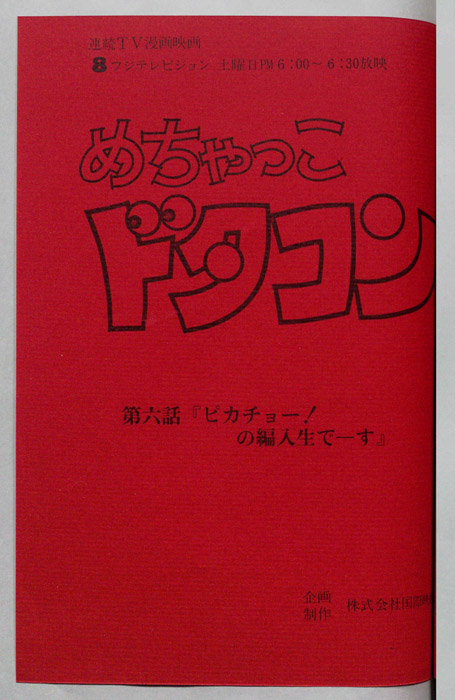 連続TV漫画映画
8 フジテレビジョン 土曜日PM6:00~6:30放映
めちゃっこ
ドタコン
第六話『ピカチョー!
の編入生でーす』
企画
制作 株式会社国際